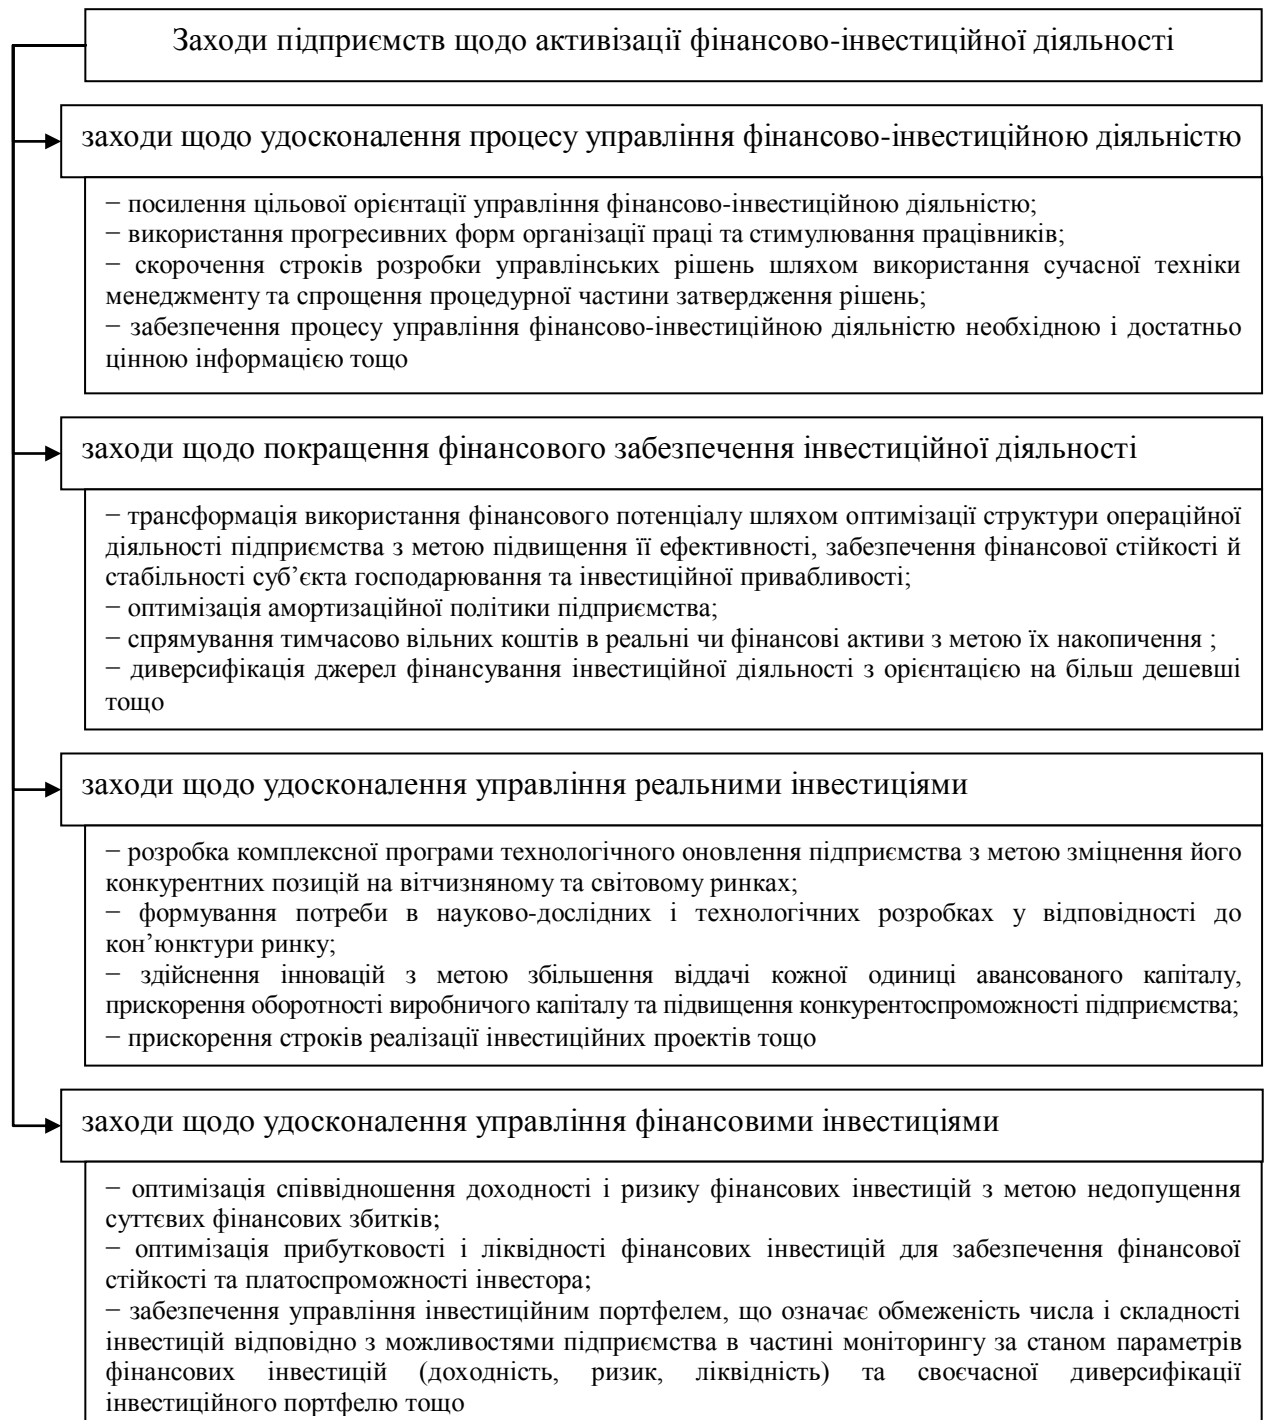 Заходи підприємств щодо активізації фінансово-інвестиційної діяльності
заходи щодо удосконалення процесу управління фінансово-інвестиційною діяльністю
− посилення цільової орієнтації управління фінансово-інвестиційною діяльністю;
− використання прогресивних форм організації праці та стимулювання працівників;
− скорочення строків розробки управлінських рішень шляхом використання сучасної техніки
менеджменту та спрощення процедурної частини затвердження рішень;
− забезпечення процесу управління фінансово-інвестиційною діяльністю необхідною і достатньо
цінною інформацією тощо
заходи щодо покращення фінансового забезпечення інвестиційної діяльності
− трансформація використання фінансового потенціалу шляхом оптимізації структури операційної
діяльності підприємства з метою підвищення її ефективності, забезпечення фінансової стійкості й
стабільності суб’єкта господарювання та інвестиційної привабливості;
− оптимізація амортизаційної політики підприємства;
− спрямування тимчасово вільних коштів в реальні чи фінансові активи з метою їх накопичення ;
− диверсифікація джерел фінансування інвестиційної діяльності з орієнтацією на більш дешевші
тощо
заходи щодо удосконалення управління реальними інвестиціями
− розробка комплексної програми технологічного оновлення підприємства з метою зміцнення його
конкурентних позицій на вітчизняному та світовому ринках;
− формування потреби в науково-дослідних і технологічних розробках у відповідності до
кон’юнктури ринку;
− здійснення інновацій з метою збільшення віддачі кожної одиниці авансованого капіталу,
прискорення оборотності виробничого капіталу та підвищення конкурентоспроможності підприємства;
− прискорення строків реалізації інвестиційних проектів тощо
заходи щодо удосконалення управління фінансовими інвестиціями
− оптимізація співвідношення доходності і ризику фінансових інвестицій з метою недопущення
суттєвих фінансових збитків;
− оптимізація прибутковості і ліквідності фінансових інвестицій для забезпечення фінансової
стійкості та платоспроможності інвестора;
− забезпечення управління інвестиційним портфелем, що означає обмеженість числа і складності
інвестицій відповідно з можливостями підприємства в частині моніторингу за станом параметрів
фінансових інвестицій (доходність, ризик, ліквідність) та своєчасної диверсифікації
інвестиційного портфелю тощо